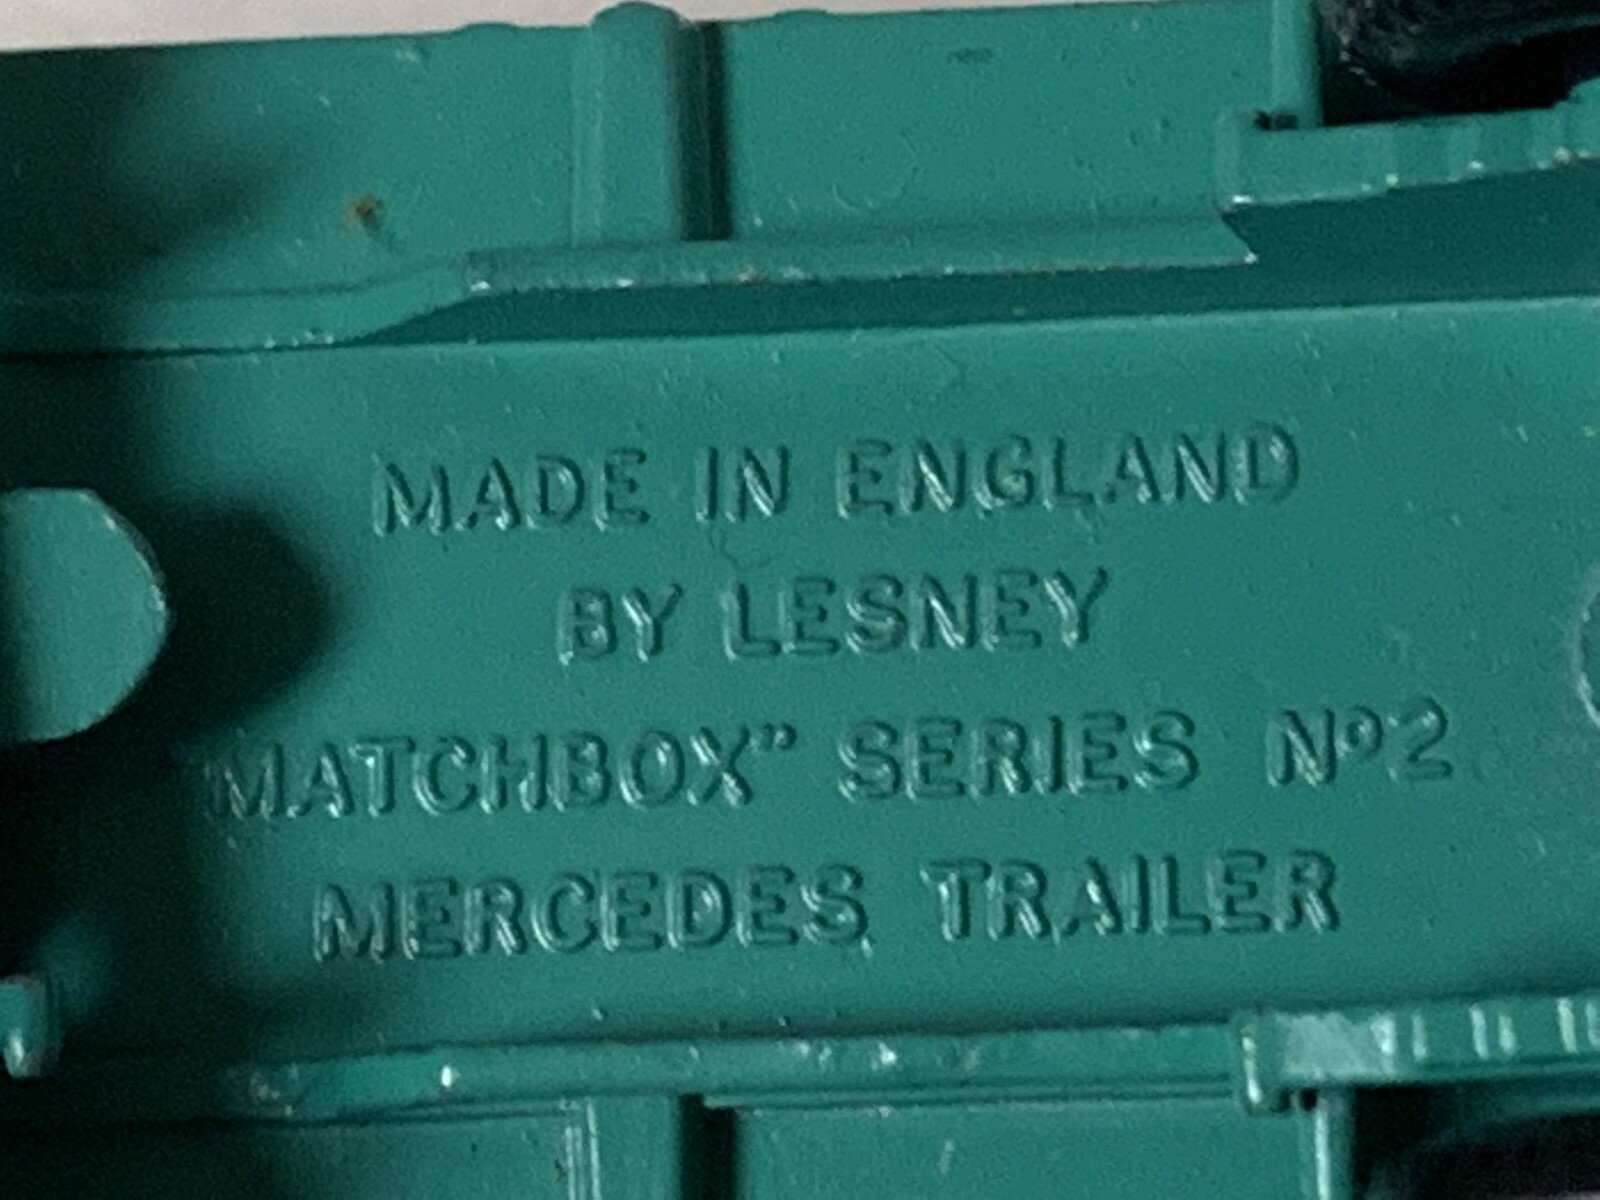 MADE IN ENGLAND
BY LESNEY
"MATCHBOX" SERIES Nº2
MERCEDES TRAILER